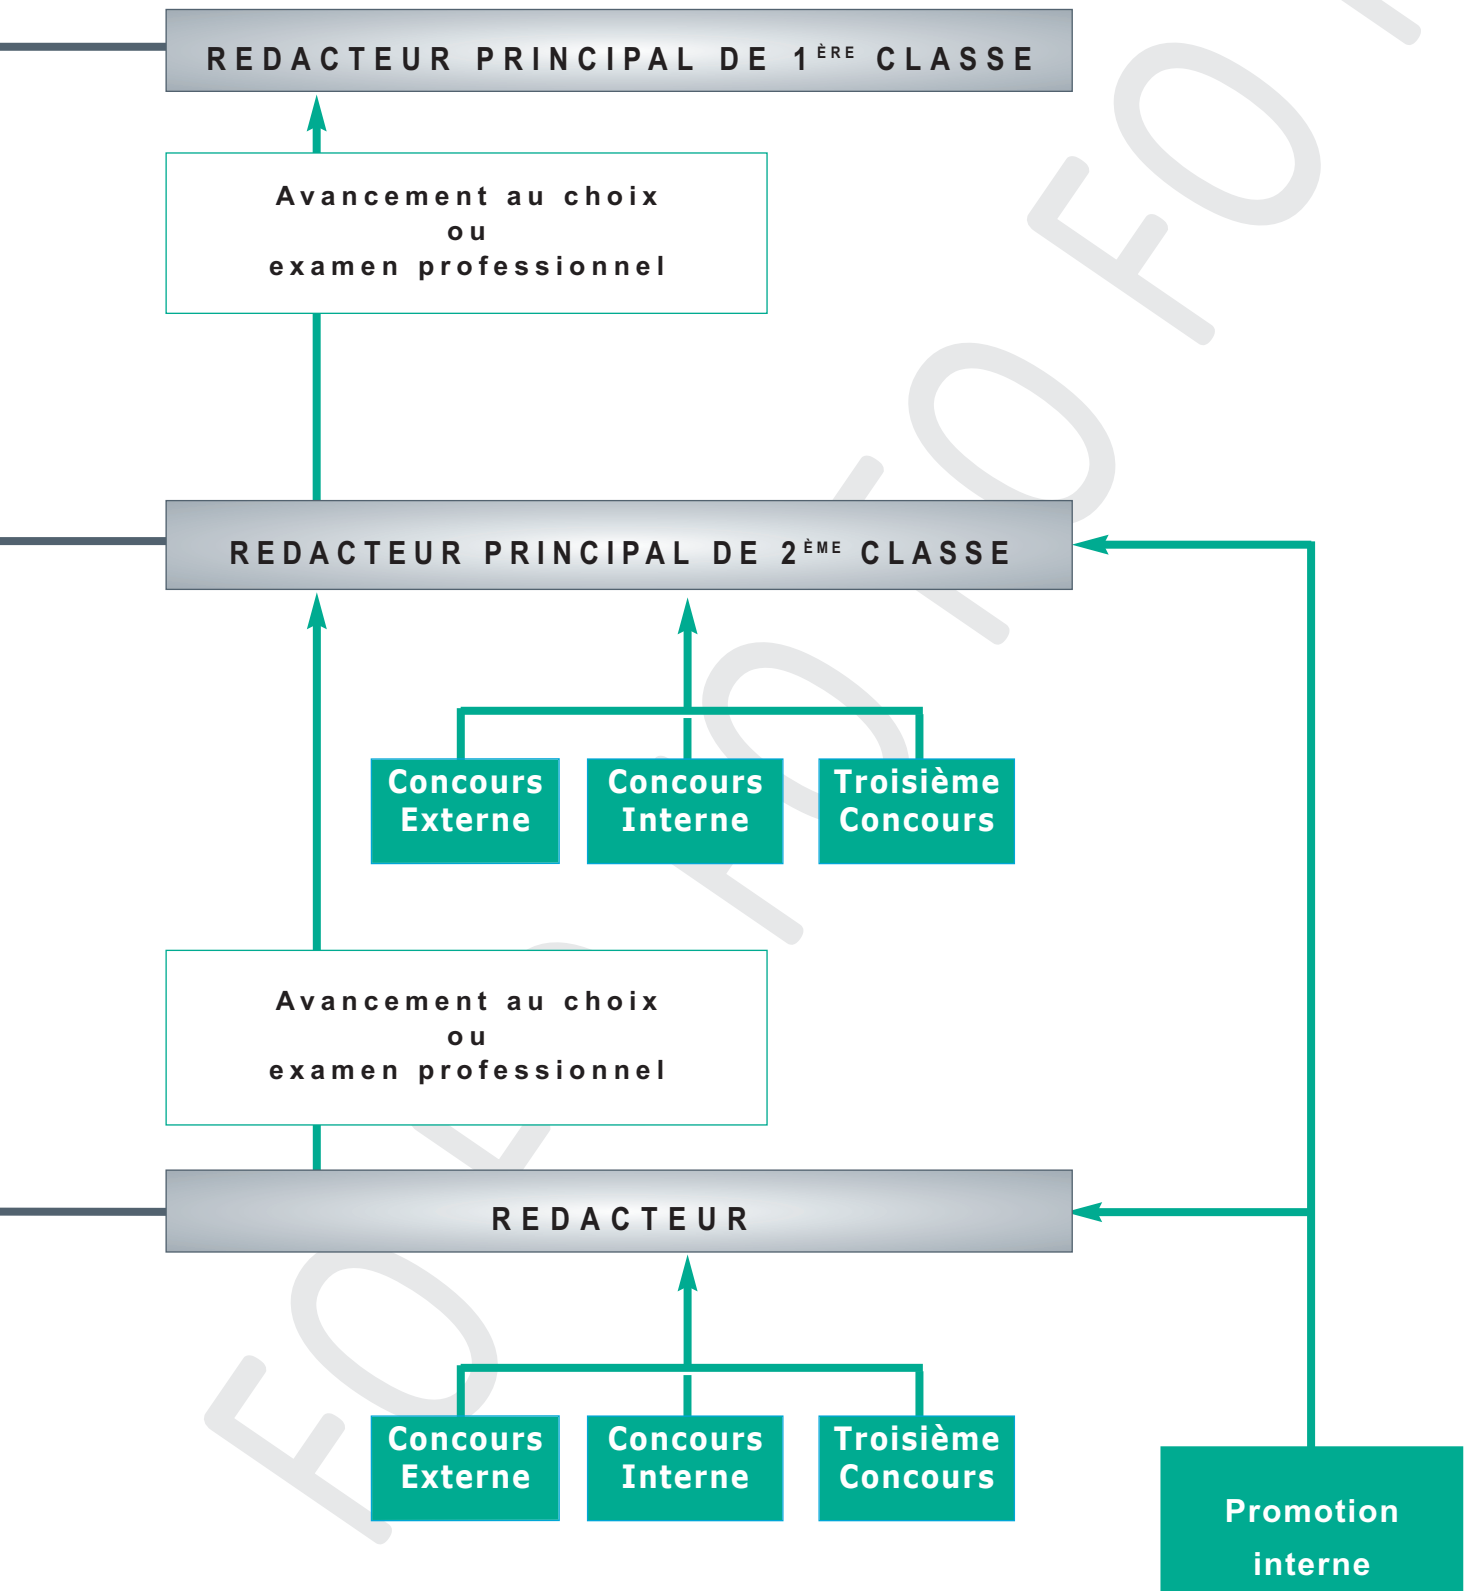 REDACTEUR PRINCIPAL DE 1ÈRE CLASSE
Avancement au choix
ou
examen professionnel
REDACTEUR PRINCIPAL DE 2ÈME CLASSE
Concours
Externe
Concours
Interne
Troisième
Concours
Avancement au choix
ou
examen professionnel
REDACTEUR
Concours
Externe
Concours
Interne
Troisième
Concours
Promotion
interne